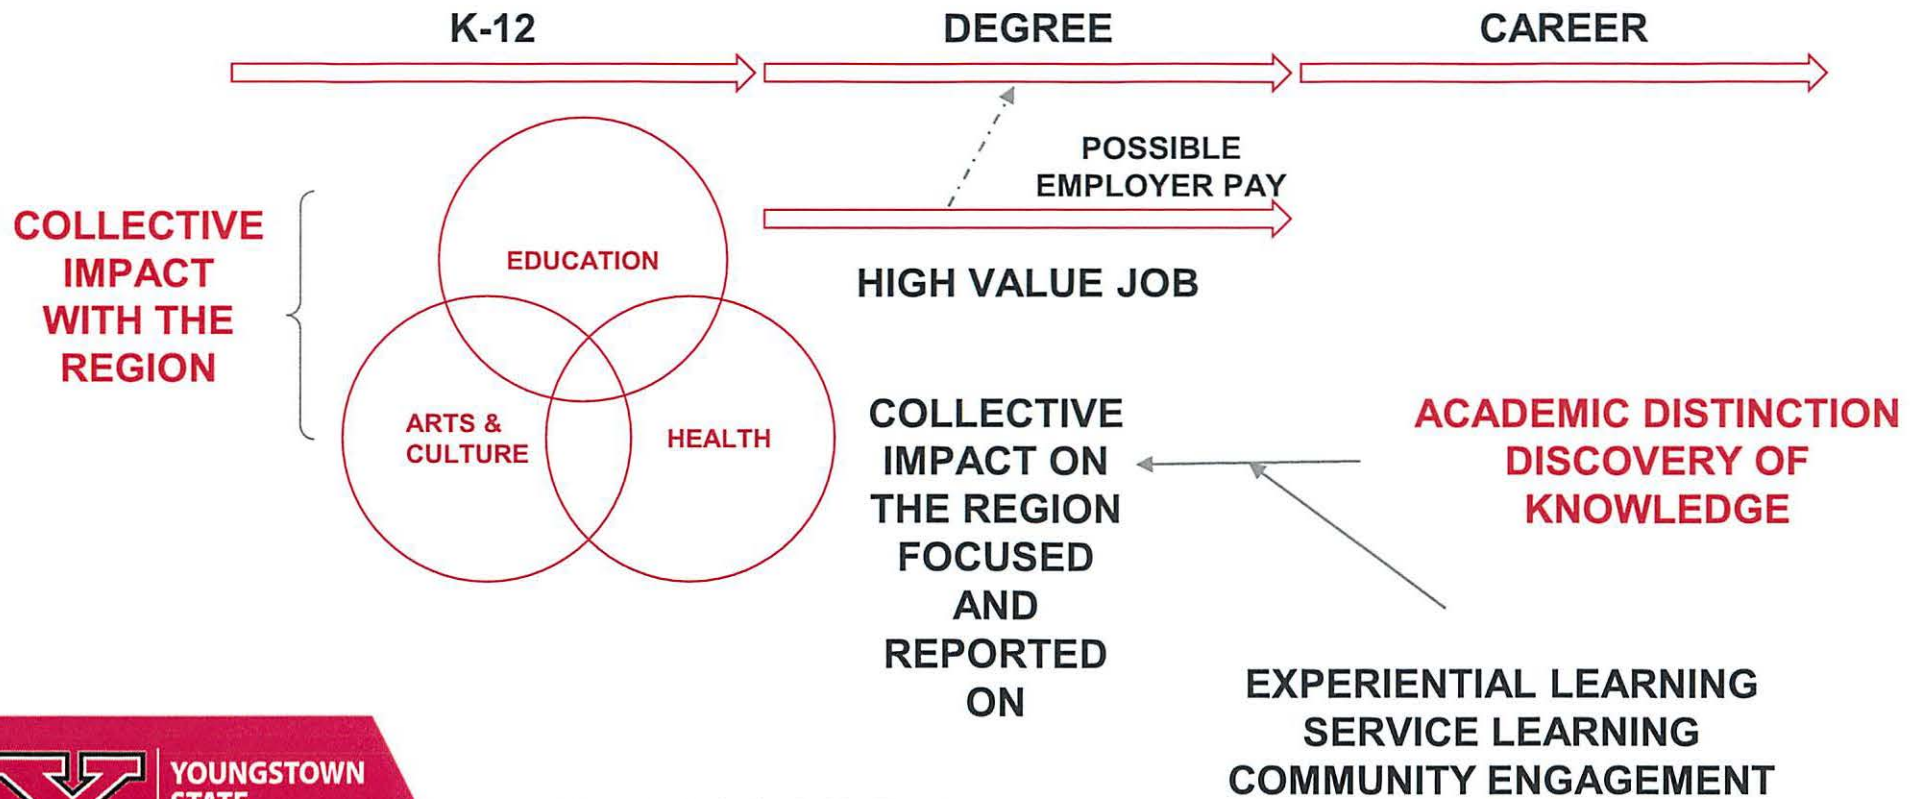 K-12
DEGREE
CAREER
POSSIBLE
EMPLOYER PAY
COLLECTIVE
IMPACT
WITH THE
REGION
EDUCATION
HIGH VALUE JOB
ARTS &
CULTURE
HEALTH
COLLECTIVE
IMPACT ON
THE REGION
FOCUSED
AND
REPORTED
ON
ACADEMIC DISTINCTION
DISCOVERY OF
KNOWLEDGE
EXPERIENTIAL LEARNING
SERVICE LEARNING
COMMUNITY ENGAGEMENT
Y
YOUNGSTOWN
STATE